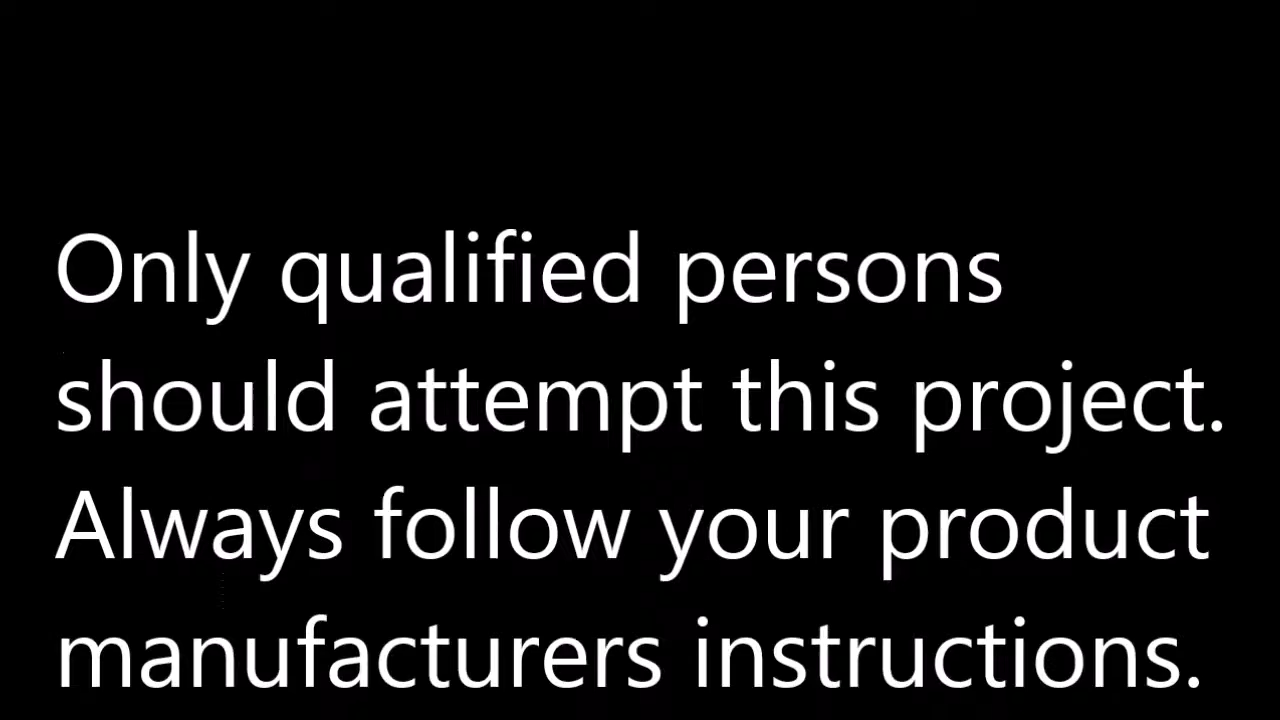 Only qualified persons
should attempt this project.
Always follow your product
manufacturers instructions.